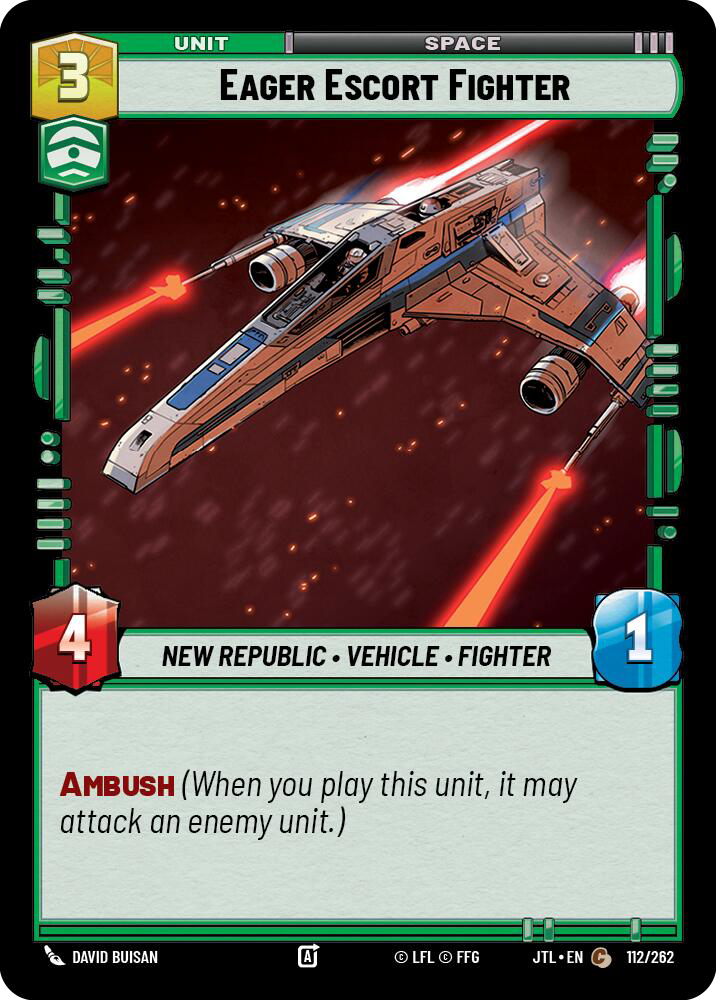 UNIT
SPACE
3
EAGER ESCORT FIGHTER
4
NEW REPUBLIC • VEHICLE • FIGHTER
1
AMBUSH (When you play this unit, it may
attack an enemy unit.)
DAVID BUISAN
A
© LFL © FFG
JTL • EN
C
112/262